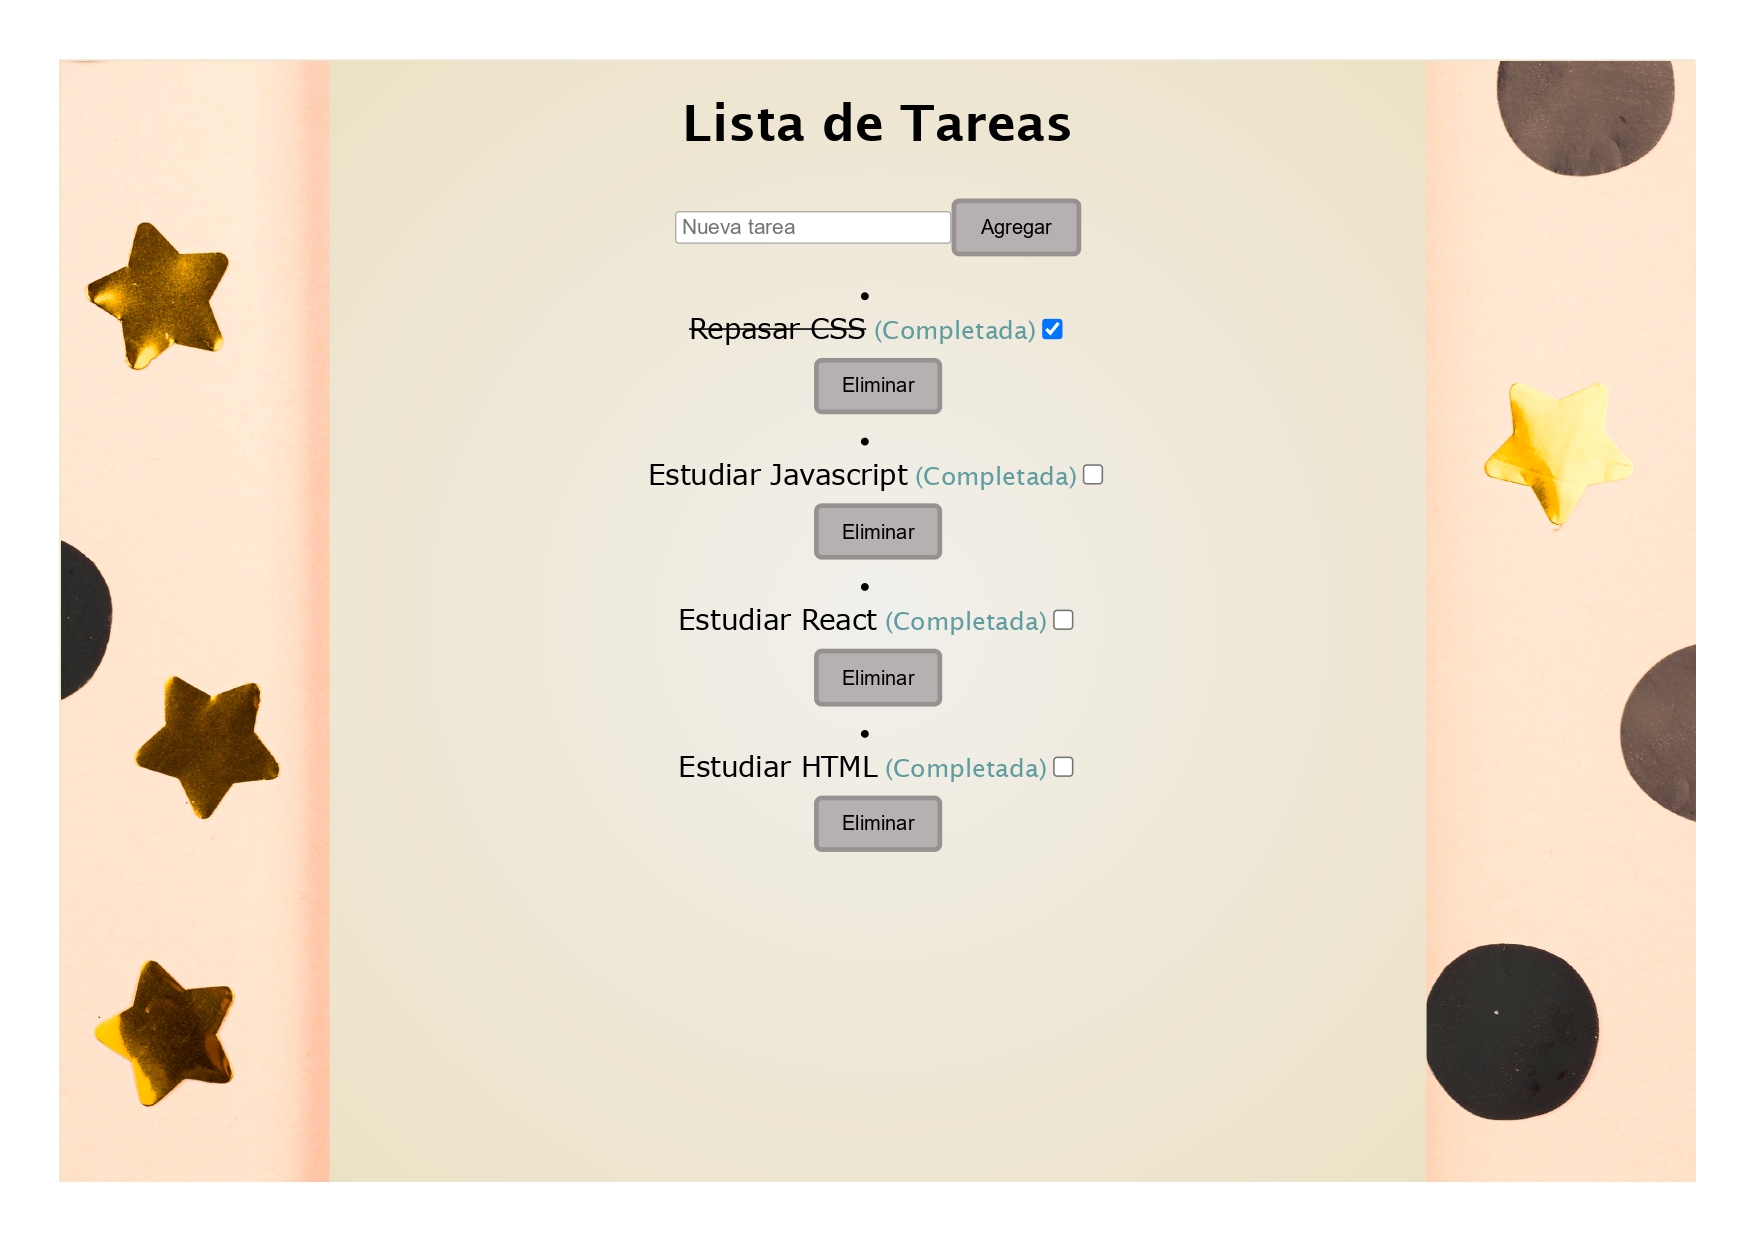 Lista de Tareas
Nueva tarea Agregar
•
Repasar CSS (Completada)
Eliminar
•
Estudiar Javascript (Completada)
Eliminar
•
Estudiar React (Completada)
Eliminar
•
Estudiar HTML (Completada)
Eliminar